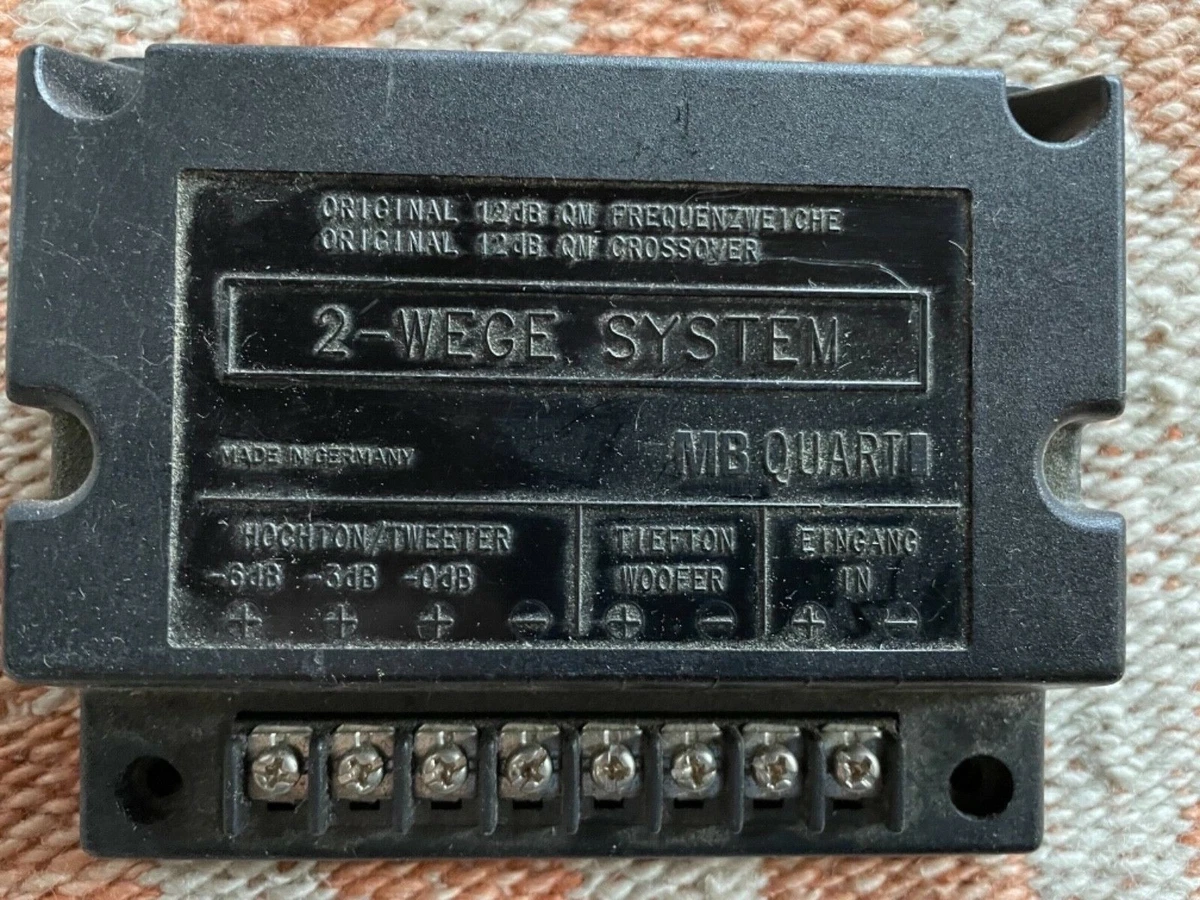 ORIGINAL 12dB QM FREQUENZWEICHE
ORIGINAL 12dB QM CROSSOVER
2-WEGE SYSTEM
MADE IN GERMANY
MB QUART
HOCHTON/TWEETER
-6dB -3dB -0dB
+ + + -
TIEFTON
WOOFER
+ -
EINGANG
IN
+ -